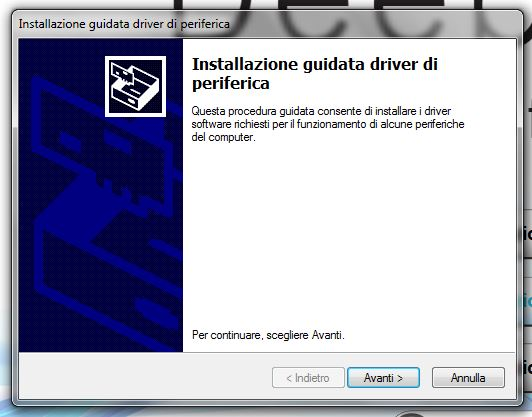 Installazione guidata driver di periferica
Installazione guidata driver di
periferica
Questa procedura guidata consente di installare i driver
software richiesti per il funzionamento di alcune periferiche
del computer.
Per continuare, scegliere Avanti.
< Indietro
Avanti >
Annulla